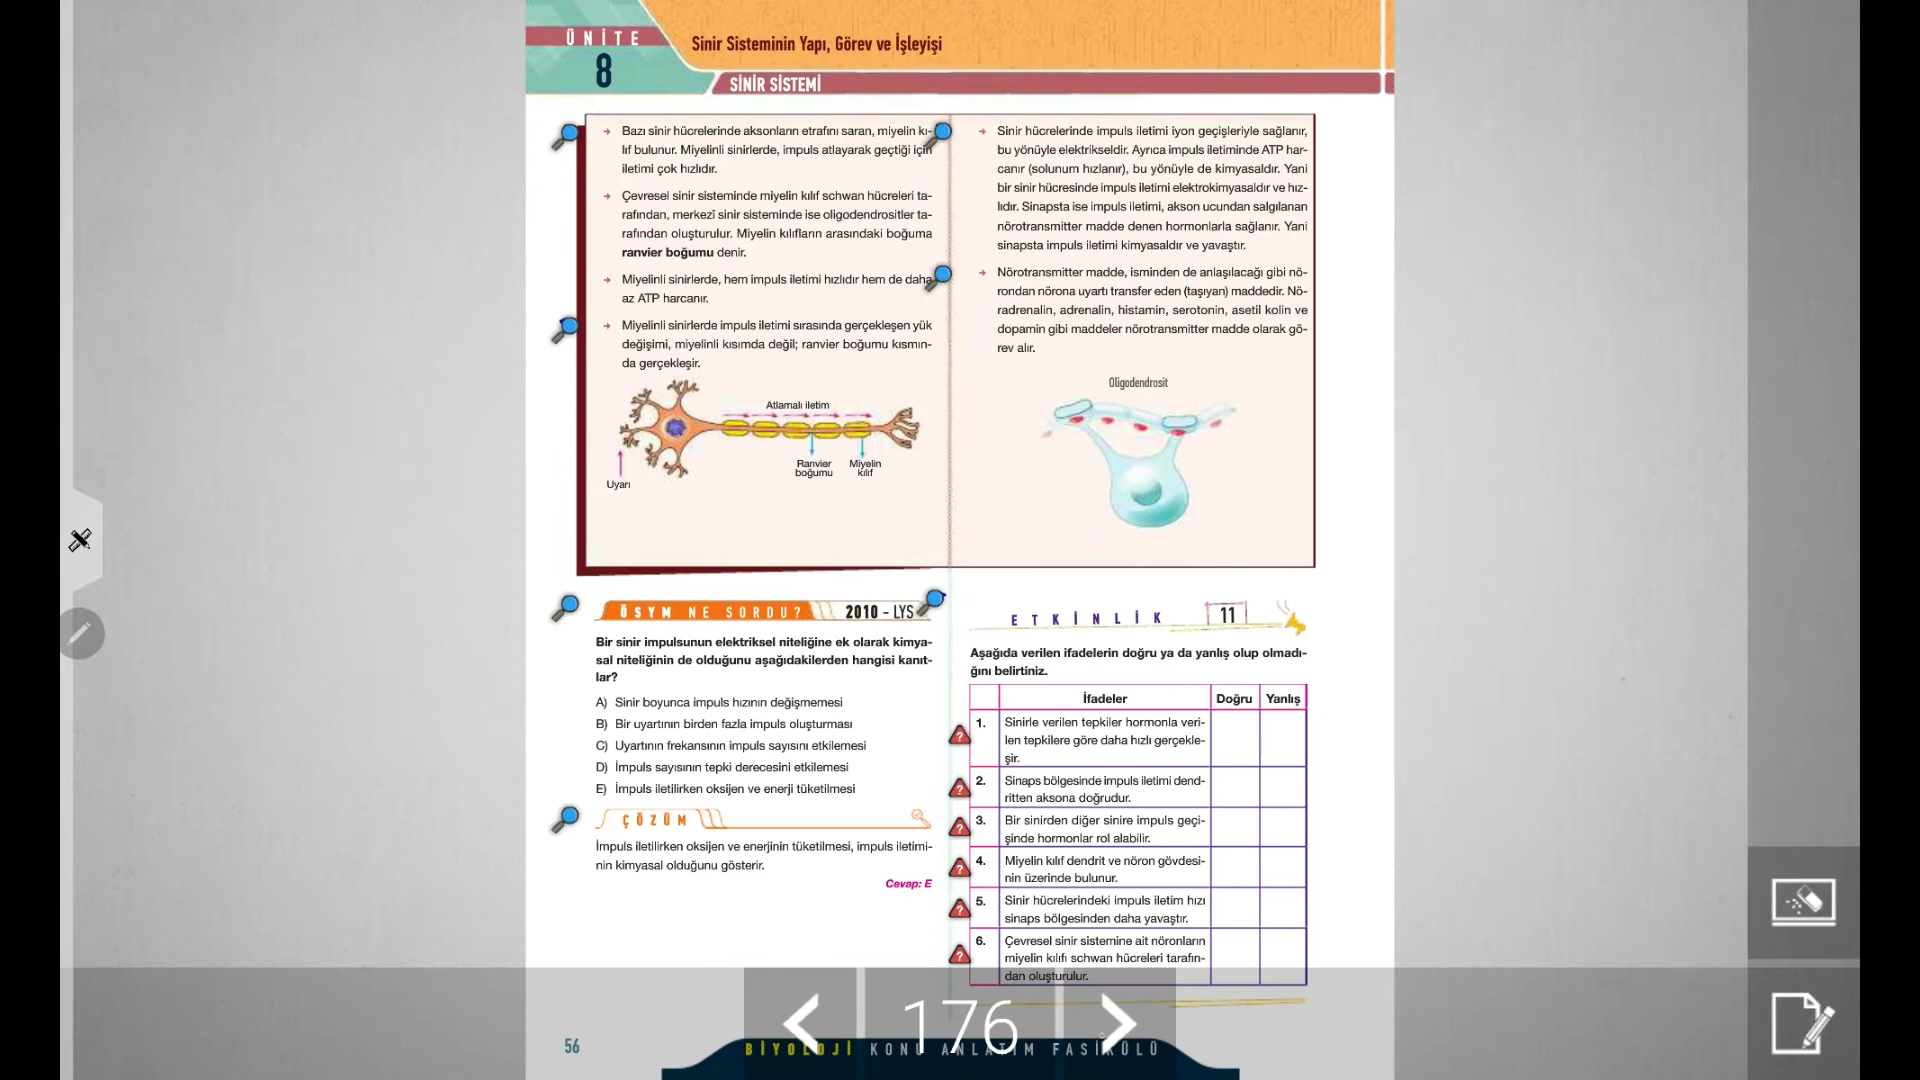 ÜNİTE
8
Sinir Sisteminin Yapı, Görev ve İşleyişi
SİNİR SİSTEMİ
→ Bazı sinir hücrelerinde aksonların etrafını saran, miyelin kı-
lıf bulunur. Miyelinli sinirlerde, impuls atlayarak geçtiği için
iletimi çok hızlıdır.
→ Çevresel sinir sisteminde miyelin kılıf schwan hücreleri ta-
rafından, merkezî sinir sisteminde ise oligodendrositler ta-
rafından oluşturulur. Miyelin kılıfların arasındaki boğuma
ranvier boğumu denir.
→ Miyelinli sinirlerde, hem impuls iletimi hızlıdır hem de daha
az ATP harcanır.
→ Miyelinli sinirlerde impuls iletimi sırasında gerçekleşen yük
değişimi, miyelinli kısımda değil; ranvier boğumu kısmın-
da gerçekleşir.
Atlamalı iletim
Ranvier
boğumu
Miyelin
kılıf
Uyarı
→ Sinir hücrelerinde impuls iletimi iyon geçişleriyle sağlanır,
bu yönüyle elektrikseldir. Ayrıca impuls iletiminde ATP har-
canır (solunum hızlanır), bu yönüyle de kimyasaldır. Yani
bir sinir hücresinde impuls iletimi elektrokimyasaldır ve hız-
lıdır. Sinapsta ise impuls iletimi, akson ucundan salgılanan
nörotransmitter madde denen hormonlarla sağlanır. Yani
sinapsta impuls iletimi kimyasaldır ve yavaştır.
→ Nörotransmitter madde, isminden de anlaşılacağı gibi nö-
rondan nörona uyartı transfer eden (taşıyan) maddedir. Nö-
radrenalin, adrenalin, histamin, serotonin, asetil kolin ve
dopamin gibi maddeler nörotransmitter madde olarak gö-
rev alır.
Oligodendrosit
ÖSYM NE SORDU? 2010 - LYS
Bir sinir impulsunun elektriksel niteliğine ek olarak kimya-
sal niteliğinin de olduğunu aşağıdakilerden hangisi kanıt-
lar?
A) Sinir boyunca impuls hızının değişmemesi
B) Bir uyartının birden fazla impuls oluşturması
C) Uyartının frekansının impuls sayısını etkilemesi
D) İmpuls sayısının tepki derecesini etkilemesi
E) İmpuls iletilirken oksijen ve enerji tüketilmesi
ÇÖZÜM
İmpuls iletilirken oksijen ve enerjinin tüketilmesi, impuls iletimi-
nin kimyasal olduğunu gösterir.
Cevap: E
ETKİNLİK 11
Aşağıda verilen ifadelerin doğru ya da yanlış olup olmadı-
ğını belirtiniz.
İfadeler Doğru Yanlış
1. Sinirle verilen tepkiler hormonla veri-
len tepkilere göre daha hızlı gerçekle-
şir.
2. Sinaps bölgesinde impuls iletimi dend-
ritten aksona doğrudur.
3. Bir sinirden diğer sinire impuls geçi-
şinde hormonlar rol alabilir.
4. Miyelin kılıf dendrit ve nöron gövdesi-
nin üzerinde bulunur.
5. Sinir hücrelerindeki impuls iletim hızı
sinaps bölgesinden daha yavaştır.
6. Çevresel sinir sistemine ait nöronların
miyelin kılıfı schwan hücreleri tarafın-
dan oluşturulur.
176
56
BİYOLOJİ KONU ANLATIM FASİKÜLÜ